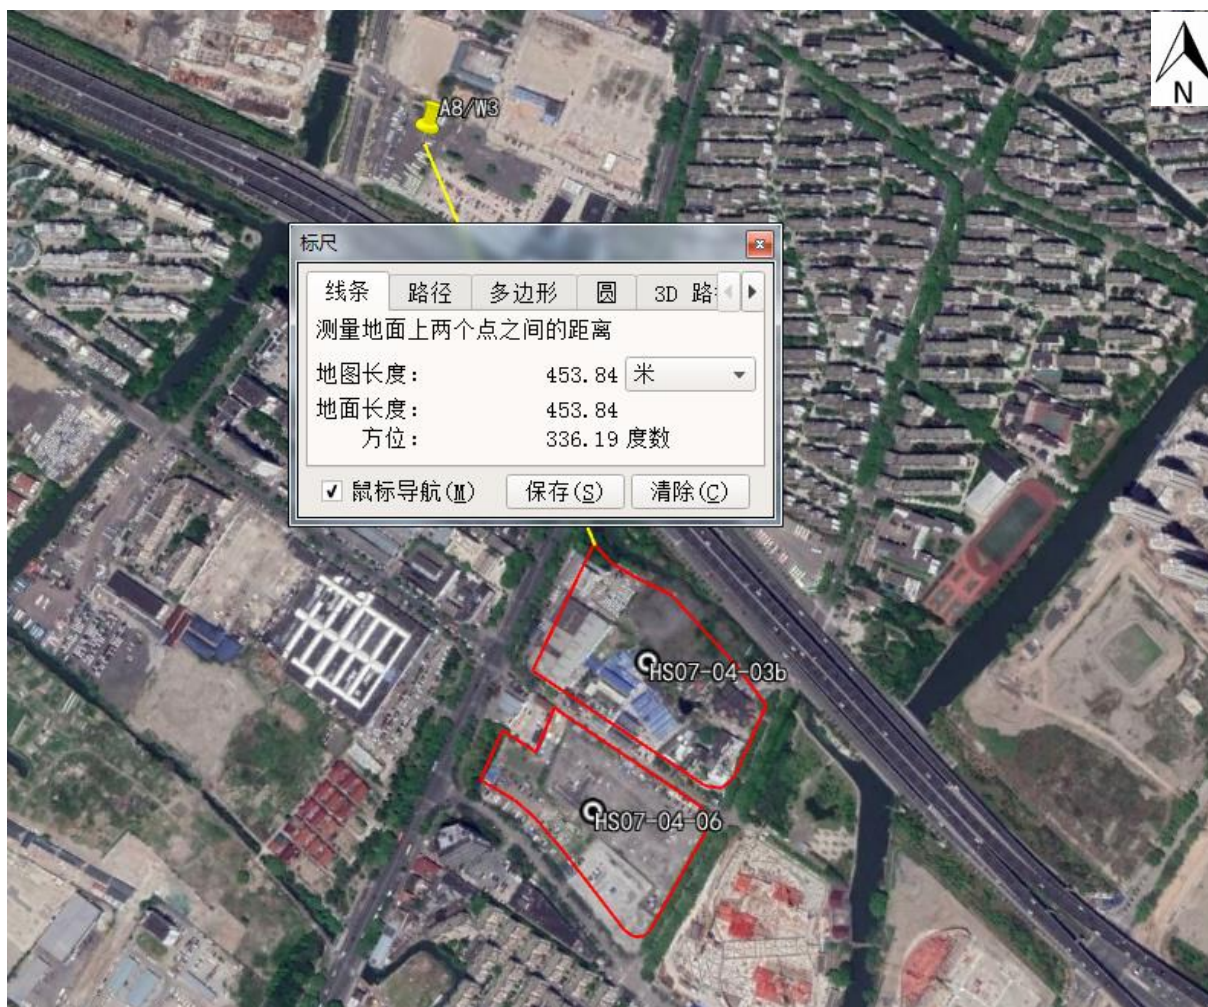 N
A8/W3
标尺
线条 路径 多边形 圆 3D 路
测量地面上两个点之间的距离
地图长度： 453.84 米
地面长度： 453.84
方位： 336.19 度数
鼠标导航(M) 保存(S) 清除(C)
HS07-04-03b
HS07-04-06